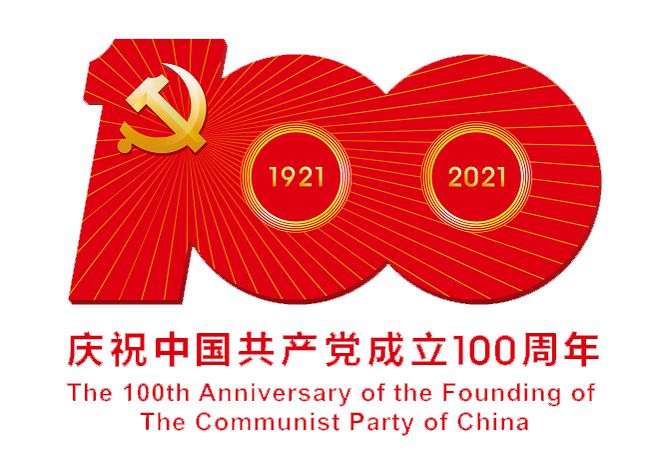 100
1921
2021
庆祝中国共产党成立100周年
The 100th Anniversary of the Founding of
The Communist Party of China